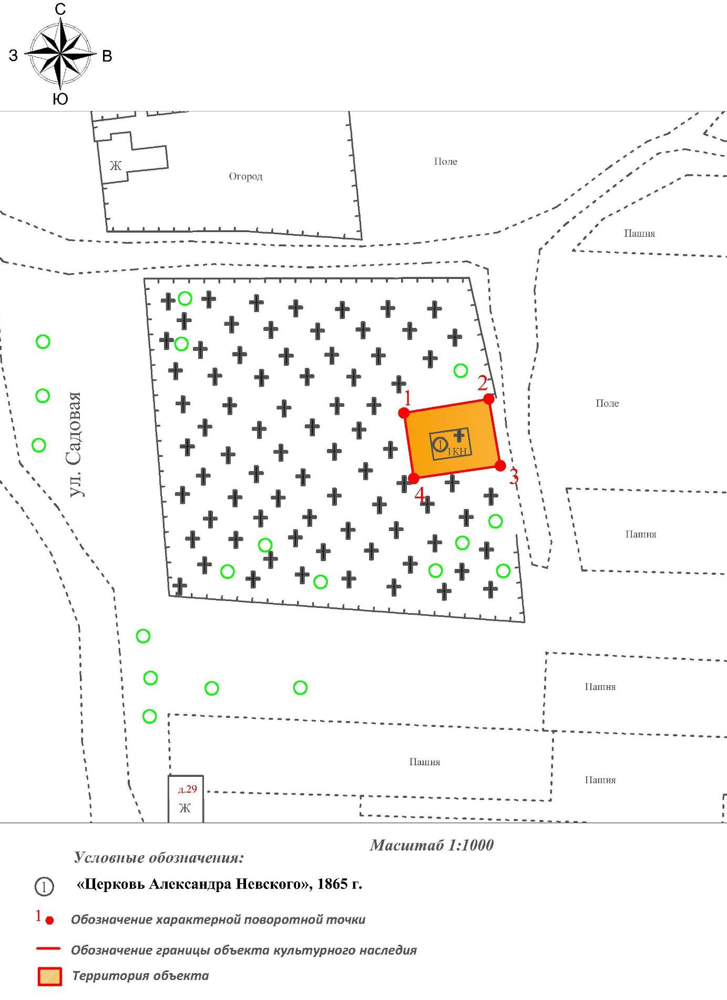 С
З
В
Ю
Поле
Ж
Огород
Пашня
2
1
ул. Садовая
Поле
1
1КН
3
4
Пашня
Пашня
Пашня
Пашня
д.29
Ж
Масштаб 1:1000
Условные обозначения:
1 «Церковь Александра Невского», 1865 г.
1 Обозначение характерной поворотной точки
Обозначение границы объекта культурного наследия
Территория объекта